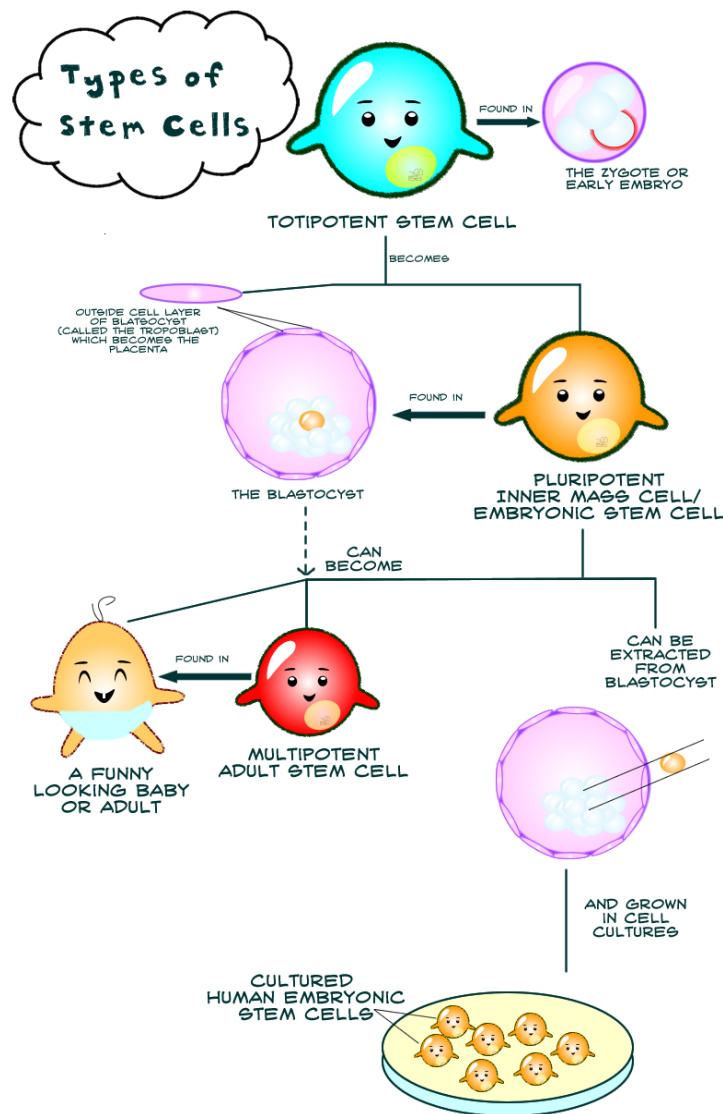 Types of
Stem Cells
FOUND IN
THE ZYGOTE OR
EARLY EMBRYO
TOTIPOTENT STEM CELL
BECOMES
OUTSIDE CELL LAYER
OF BLATSOCYST
(CALLED THE TROPOBLAST)
WHICH BECOMES THE
PLACENTA
FOUND IN
THE BLASTOCYST
PLURIPOTENT
INNER MASS CELL/
EMBRYONIC STEM CELL
CAN
BECOME
FOUND IN
CAN BE
EXTRACTED
FROM
BLASTOCYST
MULTIPOTENT
ADULT STEM CELL
A FUNNY
LOOKING BABY
OR ADULT
AND GROWN
IN CELL
CULTURES
CULTURED
HUMAN EMBRYONIC
STEM CELLS